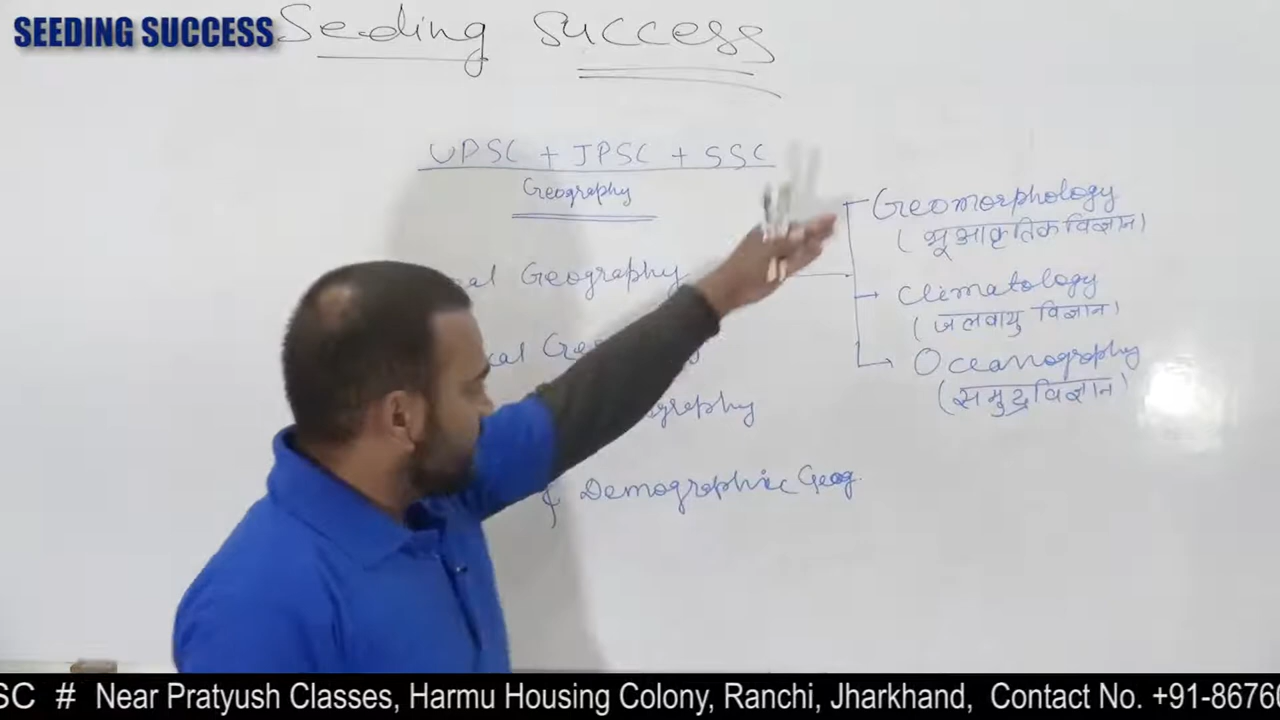 SEEDING SUCCESS
Seeding Success
UPSC + JPSC + SSC
Geography
Geomorphology
(भू आकृतिक विज्ञान)
Geography
Climatology
(जलवायु विज्ञान)
Oceanography
(समुद्र विज्ञान)
& Demographic Geog.
SC # Near Pratyush Classes, Harmu Housing Colony, Ranchi, Jharkhand, Contact No. +91-8676